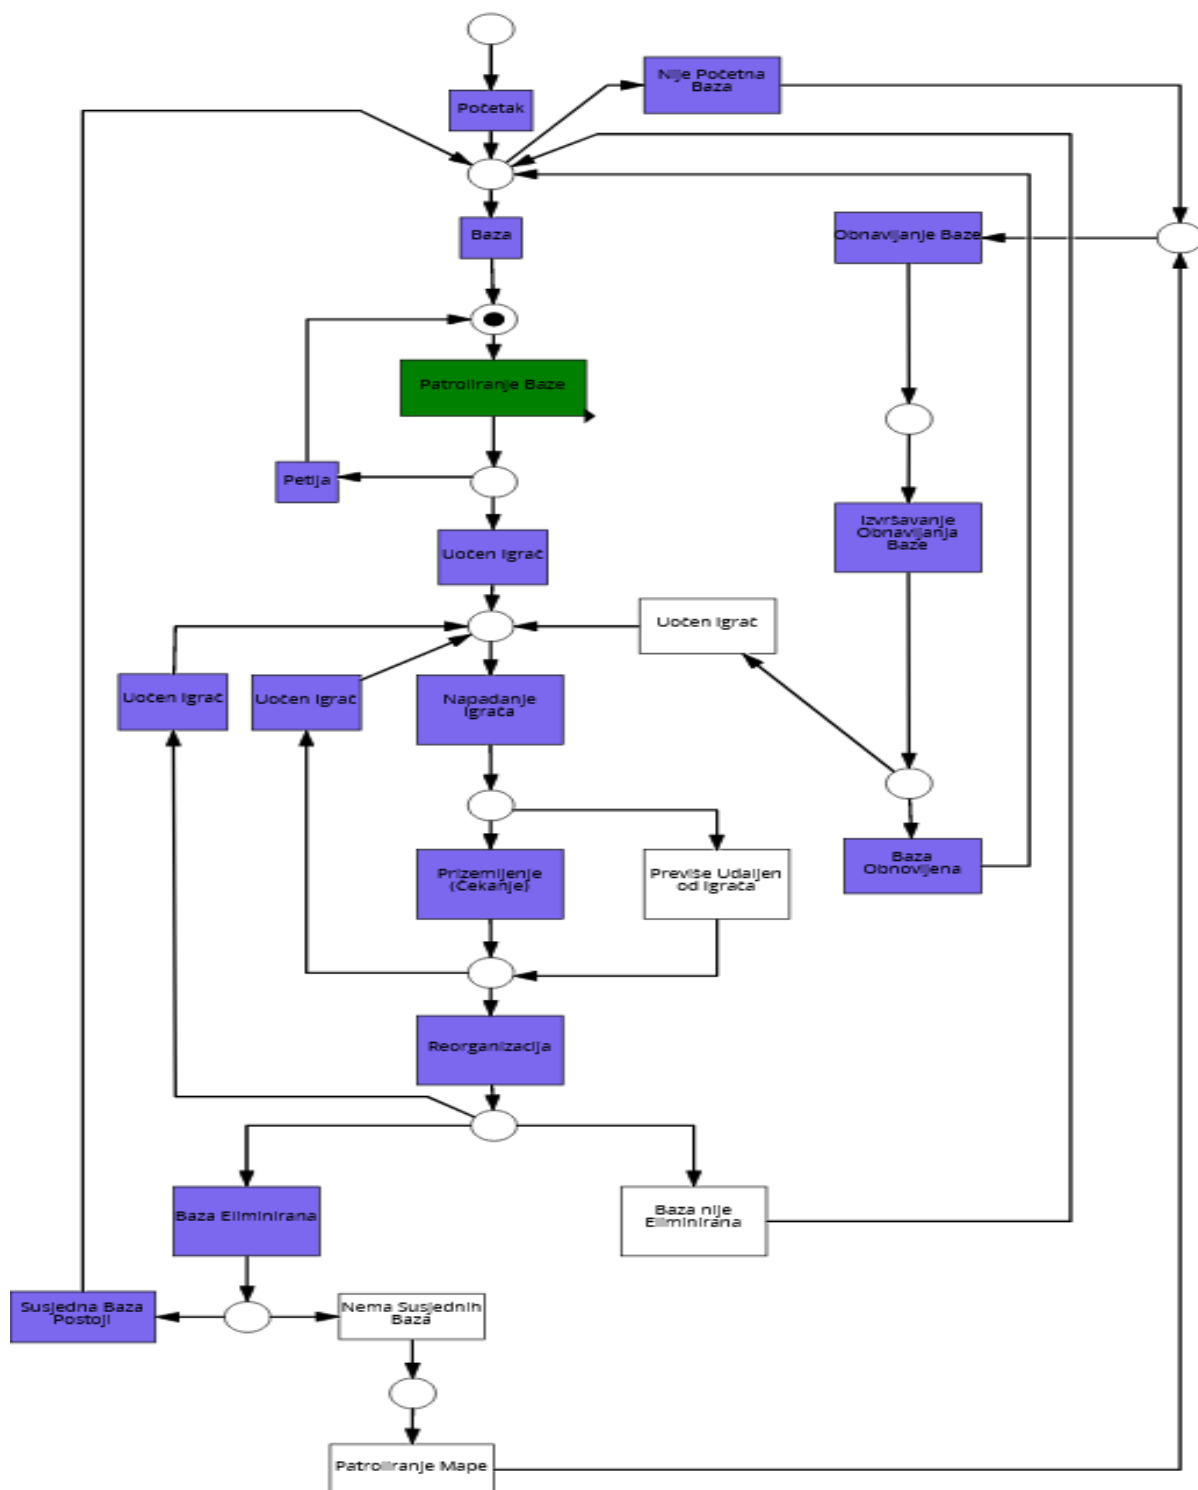 Nije Početna
Baza
Početak
Baza
Obnavljanje Baze
Patroliranje Baze
Petlja
Izvršavanje
Obnavljanja
Baze
Uočen Igrač
Uočen Igrač
Uočen Igrač
Uočen Igrač
Napadanje
Igrača
Prizemljenje
(Čekanje)
Previše Udaljen
od Igrača
Baza
Obnovljena
Reorganizacija
Baza Eliminirana
Baza nije
Eliminirana
Susjedna Baza
Postoji
Nema Susjednih
Baza
Patroliranje Mape